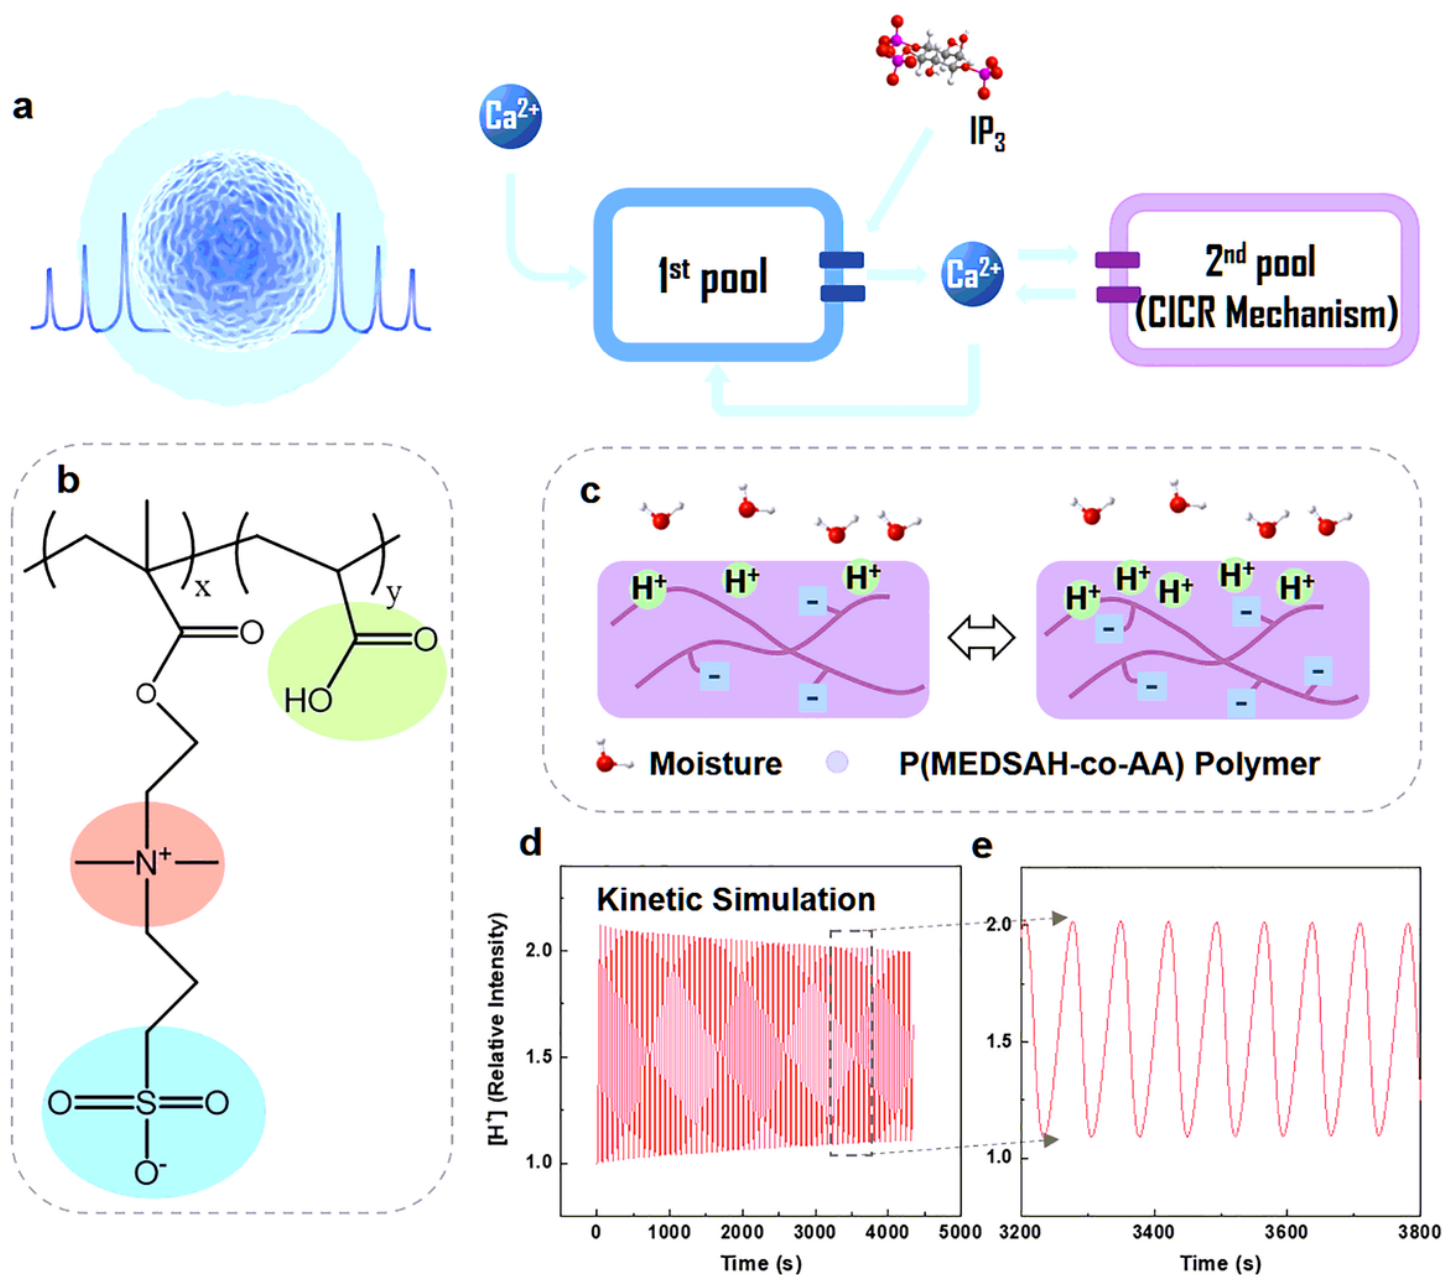 a
Ca2+
IP3
1st pool
Ca2+
2nd pool
(CICR Mechanism)
b
x
y
O
O
HO
O
N+
O
S
O
O-
c
H+
H+
H+
-
-
-
H+
H+
H+
H+
H+
-
-
-
-
-
Moisture
P(MEDSAH-co-AA) Polymer
d
Kinetic Simulation
[H+] (Relative Intensity)
2.0
1.5
1.0
0
1000
2000
3000
4000
5000
Time (s)
e
2.0
1.5
1.0
3200
3400
3600
3800
Time (s)